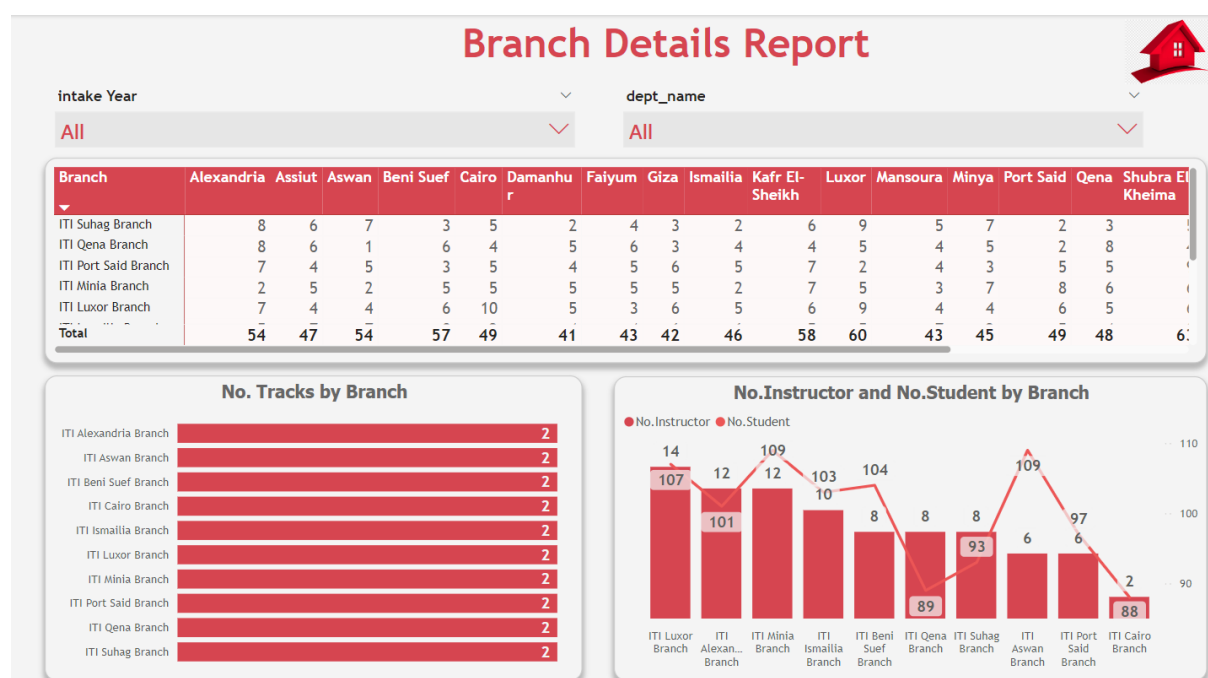 Branch Details Report
intake Year
dept_name
All
All
Branch Alexandria Assiut Aswan Beni Suef Cairo Damanhu Faiyum Giza Ismailia Kafr El- Luxor Mansoura Minya Port Said Qena Shubra El
r Sheikh Kheima
ITI Suhag Branch 8 6 7 3 5 2 4 3 2 6 9 5 7 2 3
ITI Qena Branch 8 6 1 6 4 5 6 3 4 4 5 4 5 2 8
ITI Port Said Branch 7 4 5 3 5 4 5 6 5 7 2 4 3 5 5
ITI Minia Branch 2 5 2 5 5 5 5 5 2 7 5 3 7 8 6
ITI Luxor Branch 7 4 4 6 10 5 3 6 5 6 9 4 4 6 5
Total 54 47 54 57 49 41 43 42 46 58 60 43 45 49 48
No. Tracks by Branch
ITI Alexandria Branch 2
ITI Aswan Branch 2
ITI Beni Suef Branch 2
ITI Cairo Branch 2
ITI Ismailia Branch 2
ITI Luxor Branch 2
ITI Minia Branch 2
ITI Port Said Branch 2
ITI Qena Branch 2
ITI Suhag Branch 2
No.Instructor and No.Student by Branch
No.Instructor No.Student
110
100
90
14 12 12 10 8 8 8 6 6 2
107 101 109 103 104 89 93 109 97 88
ITI Luxor ITI ITI Minia ITI ITI Beni ITI Qena ITI Suhag ITI ITI Port ITI Cairo
Branch Alexan... Branch Ismailia Suef Branch Branch Aswan Said Branch
Branch Branch Branch Branch Branch